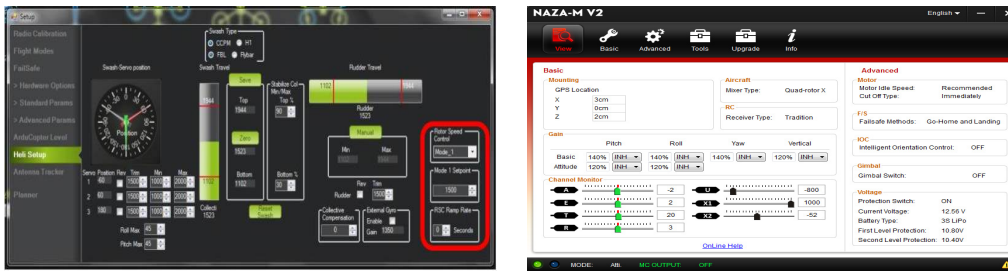 Setup
Radio Calibration
Flight Modes
FailSafe
> Hardware Options
> Standard Params
> Advanced Params
ArduCopter Level
Heli Setup
Antenna Tracker
Planner
Swash Type
CCPM H1
FBL Flybar
Swash-Servo position
Position
Servo Position Rev Trim Min Max
1 -60 1500 1000 2000
2 60 1500 1000 2000
3 180 1500 1000 2000
Roll Max 45
Pitch Max 45
Swash Travel
1944
1102
Collecti
1523
Save
Top
1944
Zero
1523
Bottom
1102
Reset
Swash
Stabilize Col
Min/Max
Top %
90
Bottom %
30
Rudder Travel
1102
1944
Rudder
1523
Manual
Min Max
Rev Trim
Rudder 1500
Collective
Compensation
0
External Gyro
Enable
Gain 1350
Rotor Speed
Control
Mode_1
Mode 1 Setpoint
1500
RSC Ramp Rate
0 Seconds
NAZA-M V2
English
View Basic Advanced Tools Upgrade Info
Basic
Mounting
GPS Location
X 3cm
Y 0cm
Z 2cm
Aircraft
Mixer Type: Quad-rotor X
RC
Receiver Type: Tradition
Gain
Pitch Roll Yaw Vertical
Basic 140% INH 140% INH 140% INH 120% INH
Attitude 120% INH 120% INH
Channel Monitor
A -2 U -800
E 2 X1 1000
T 20 X2 -52
R 3
OnLine Help
Advanced
Motor
Motor Idle Speed: Recommended
Cut Off Type: Immediately
F/S
Failsafe Methods: Go-Home and Landing
IOC
Intelligent Orientation Control: OFF
Gimbal
Gimbal Switch: OFF
Voltage
Protection Switch: ON
Current Voltage: 12.56 V
Battery Type: 3S LiPo
First Level Protection: 10.80V
Second Level Protection: 10.40V
MODE: Atti. MC OUTPUT: OFF